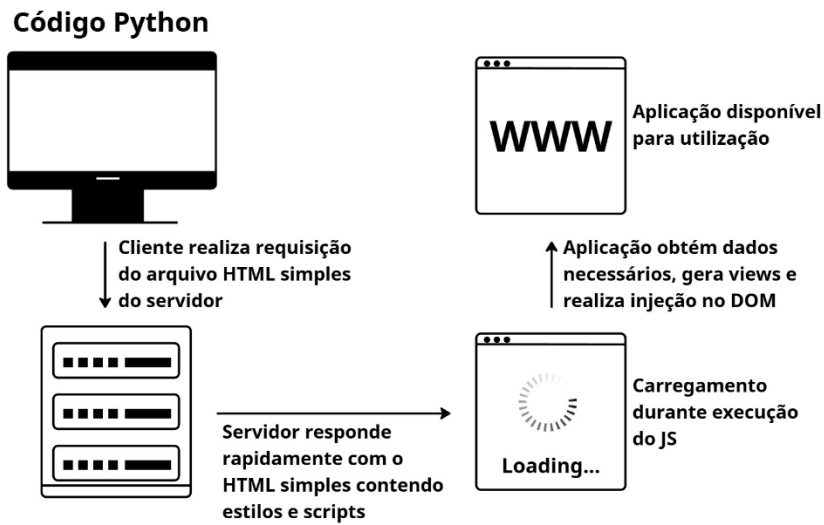 Código Python
Cliente realiza requisição
do arquivo HTML simples
do servidor
Servidor responde
rapidamente com o
HTML simples contendo
estilos e scripts
Loading...
Carregamento
durante execução
do JS
Aplicação obtém dados
necessários, gera views e
realiza injeção no DOM
WWW
Aplicação disponível
para utilização